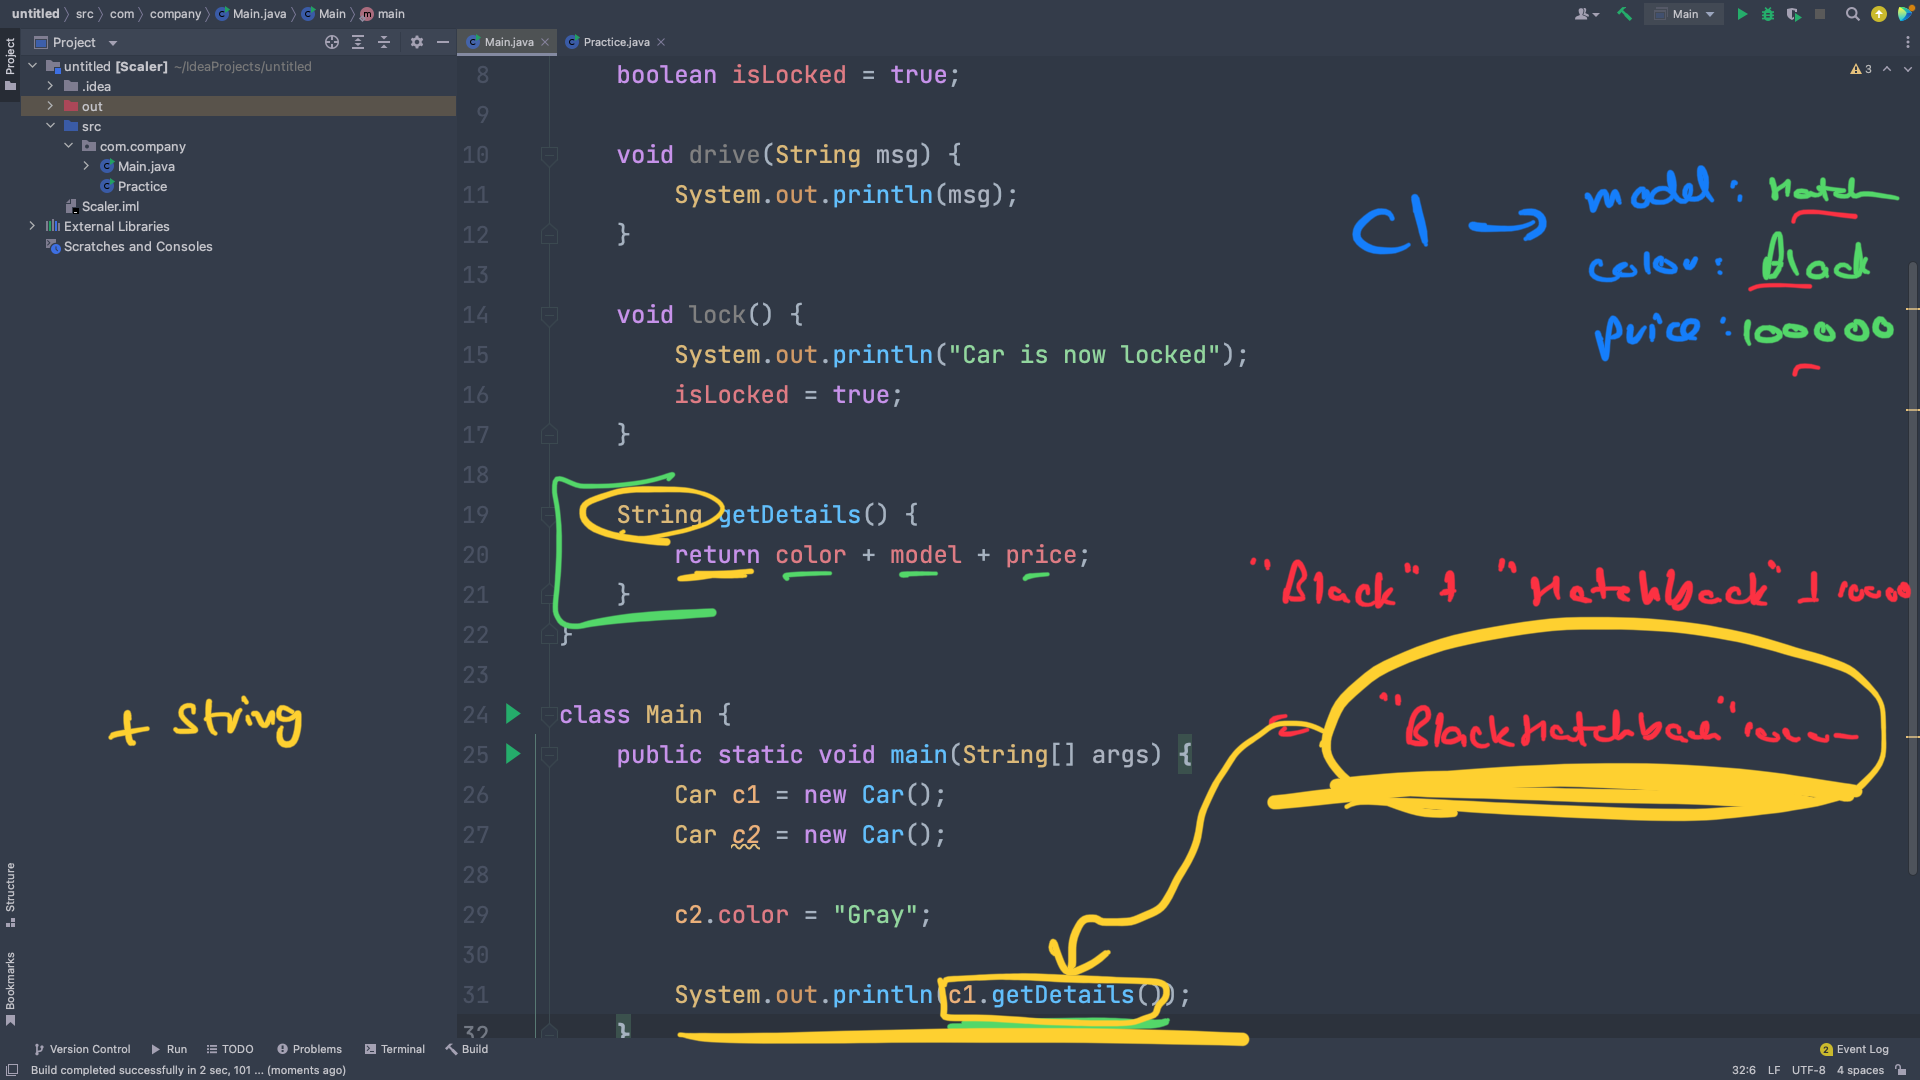 untitled src com company Main.java Main main
Main
Project
Main.java
Practice.java
Project
untitled [Scaler] ~/IdeaProjects/untitled
.idea
out
src
com.company
Main.java
Practice
Scaler.iml
External Libraries
Scratches and Consoles
3
8 boolean isLocked = true;
9
10 void drive(String msg) {
11 System.out.println(msg);
12 }
13
14 void lock() {
15 System.out.println("Car is now locked");
16 isLocked = true;
17 }
18
19 String getDetails() {
20 return color + model + price;
21 }
22 }
23
24 class Main {
25 public static void main(String[] args) {
26 Car c1 = new Car();
27 Car c2 = new Car();
28
29 c2.color = "Gray";
30
31 System.out.println(c1.getDetails());
32 }
C1 → model : Hatch
color : Black
price : 100000
"Black" + "Hatchback"
"BlackHatchback"
+ String
Structure
Bookmarks
Version Control Run TODO Problems Terminal Build
2 Event Log
Build completed successfully in 2 sec, 101 ... (moments ago)
32:6 LF UTF-8 4 spaces